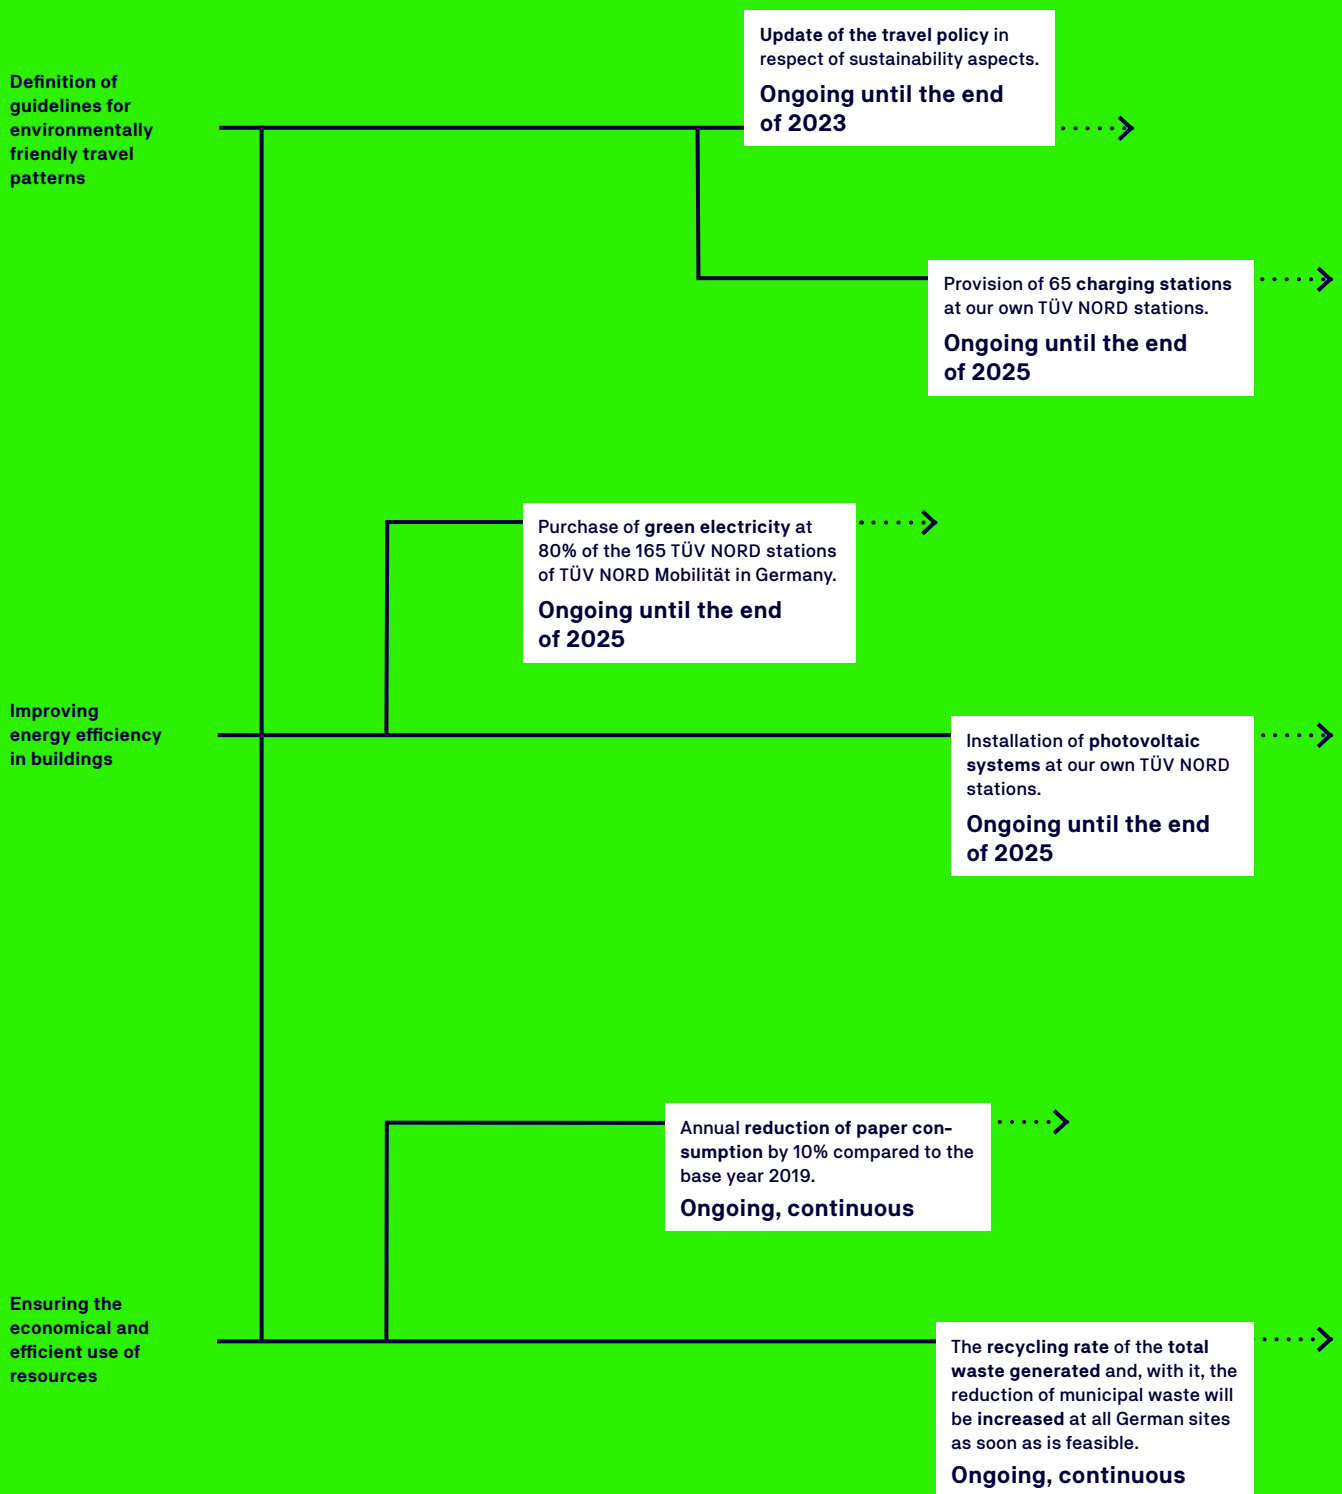 Definition of
guidelines for
environmentally
friendly travel
patterns
Update of the travel policy in
respect of sustainability aspects.
Ongoing until the end
of 2023
Provision of 65 charging stations
at our own TÜV NORD stations.
Ongoing until the end
of 2025
Improving
energy efficiency
in buildings
Purchase of green electricity at
80% of the 165 TÜV NORD stations
of TÜV NORD Mobilität in Germany.
Ongoing until the end
of 2025
Installation of photovoltaic
systems at our own TÜV NORD
stations.
Ongoing until the end
of 2025
Ensuring the
economical and
efficient use of
resources
Annual reduction of paper con-
sumption by 10% compared to the
base year 2019.
Ongoing, continuous
The recycling rate of the total
waste generated and, with it, the
reduction of municipal waste will
be increased at all German sites
as soon as is feasible.
Ongoing, continuous